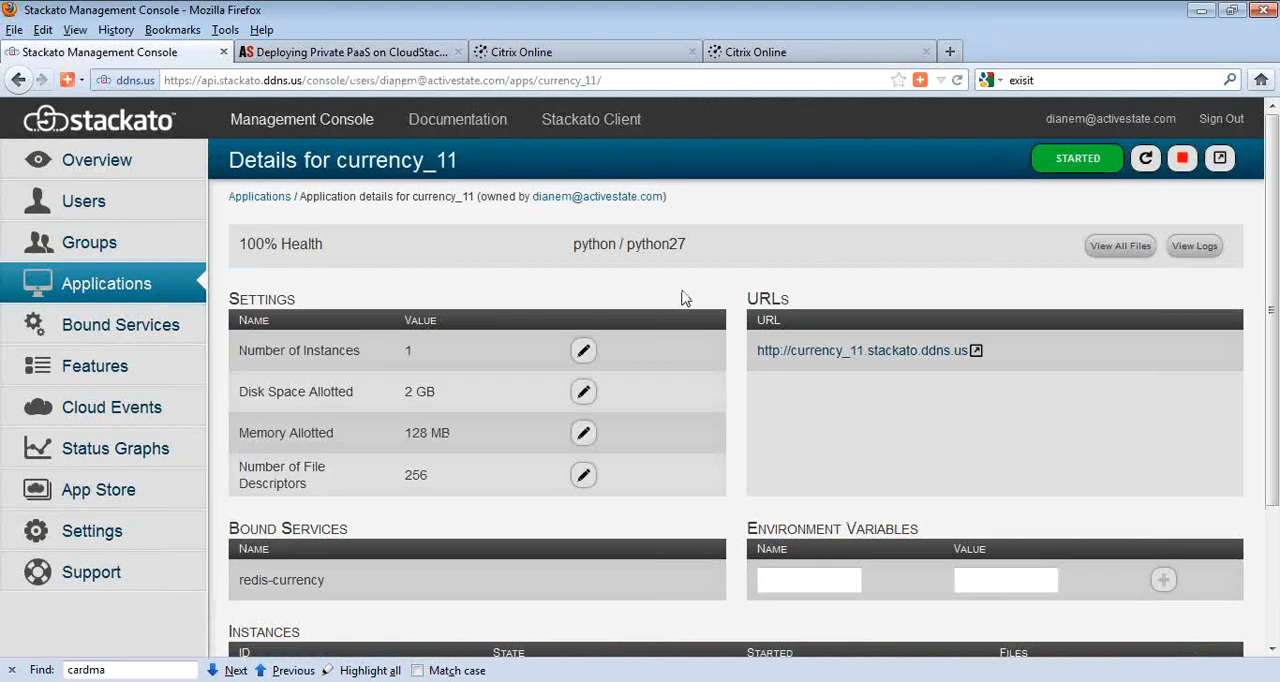 Stackato Management Console - Mozilla Firefox
File Edit View History Bookmarks Tools Help
Stackato Management Console × AS Deploying Private PaaS on CloudStac... × Citrix Online × Citrix Online × +
ddns.us https://api.stackato.ddns.us/console/users/dianem@activestate.com/apps/currency_11/ exisit
stackato Management Console Documentation Stackato Client dianem@activestate.com Sign Out
Overview
Users
Groups
Applications
Bound Services
Features
Cloud Events
Status Graphs
App Store
Settings
Support
Details for currency_11 STARTED
Applications / Application details for currency_11 (owned by dianem@activestate.com)
100% Health python / python27 View All Files View Logs
SETTINGS
NAME VALUE
Number of Instances 1
Disk Space Allotted 2 GB
Memory Allotted 128 MB
Number of File
Descriptors 256
URLS
URL
http://currency_11.stackato.ddns.us
BOUND SERVICES
NAME
redis-currency
ENVIRONMENT VARIABLES
NAME VALUE
INSTANCES
ID STATE STARTED FILES
× Find: cardma Next Previous Highlight all Match case